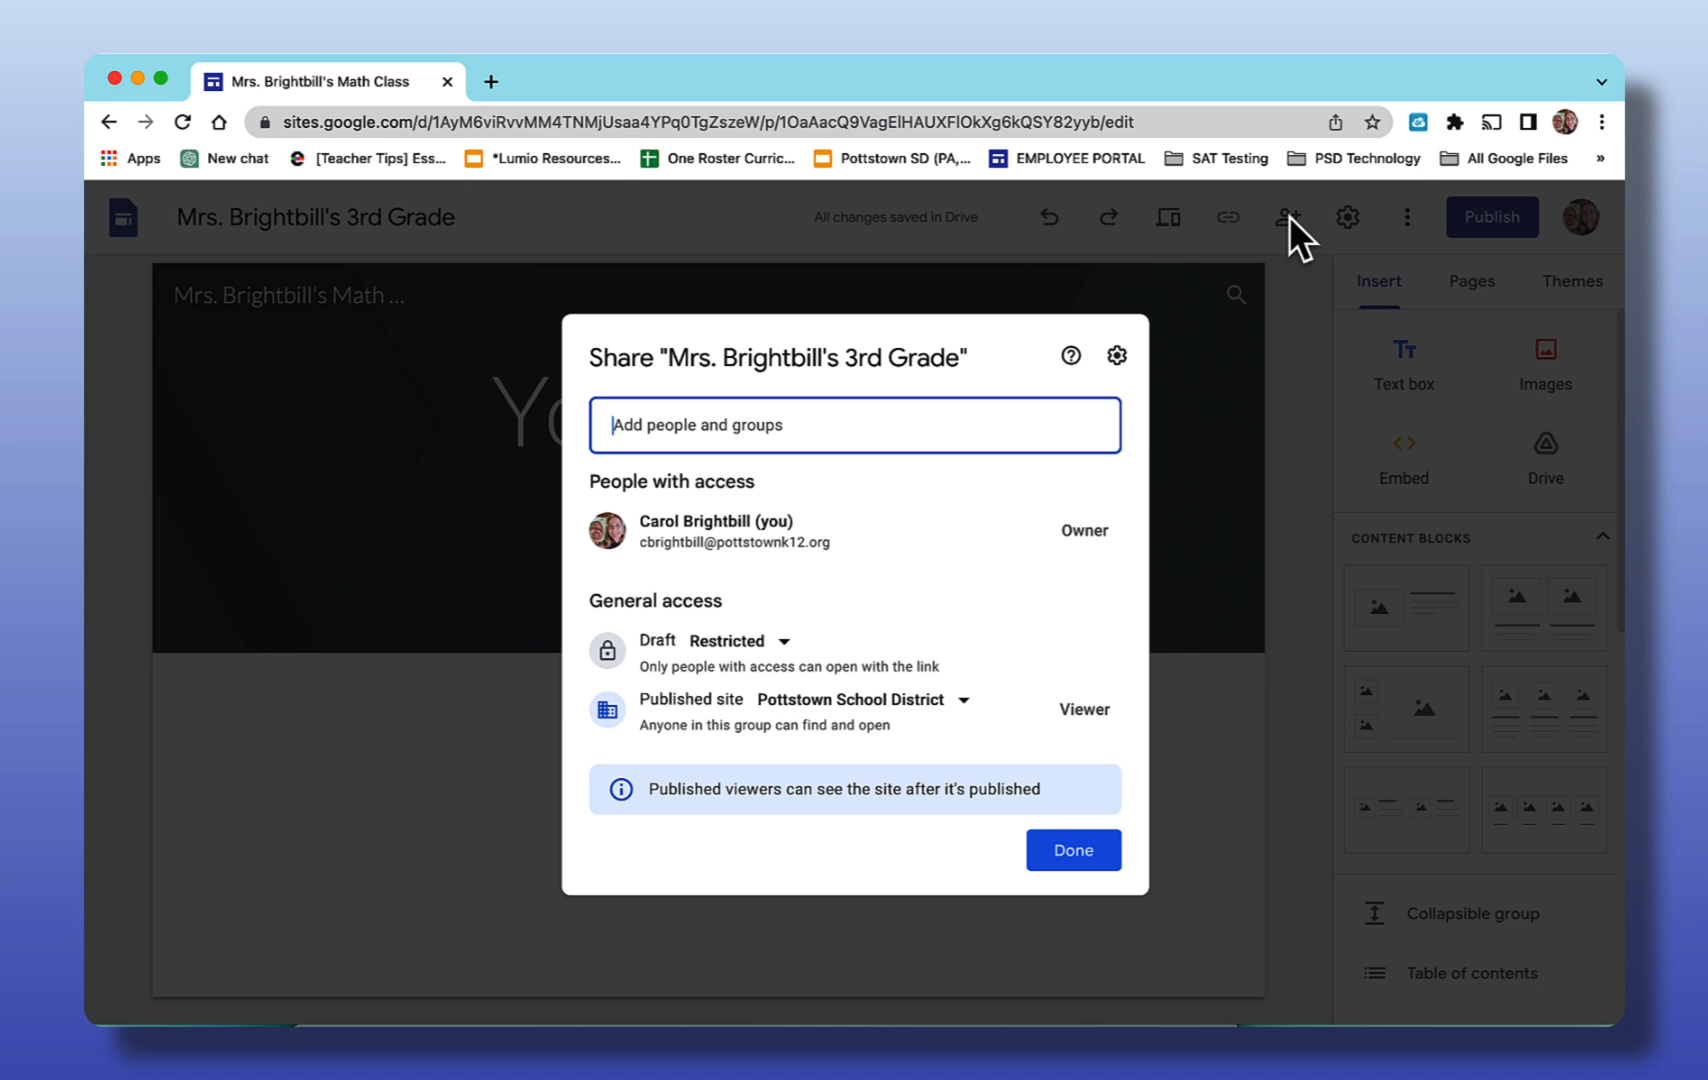 Mrs. Brightbill's Math Class
sites.google.com/d/1AyM6viRvvMM4TNMjUsaa4YPq0TgZszeW/p/1OaAacQ9VagElHAUXFlOkXg6kQSY82yyb/edit
Apps New chat [Teacher Tips] Ess... *Lumio Resources... One Roster Curric... Pottstown SD (PA,... EMPLOYEE PORTAL SAT Testing PSD Technology All Google Files »
Mrs. Brightbill's 3rd Grade All changes saved in Drive Publish
Insert Pages Themes
Mrs. Brightbill's Math ...
Text box Images
Embed Drive
CONTENT BLOCKS
Collapsible group
Table of contents
Yo
Share "Mrs. Brightbill's 3rd Grade"
Add people and groups
People with access
Carol Brightbill (you)
cbrightbill@pottstownk12.org
Owner
General access
Draft Restricted
Only people with access can open with the link
Published site Pottstown School District
Anyone in this group can find and open
Viewer
Published viewers can see the site after it's published
Done